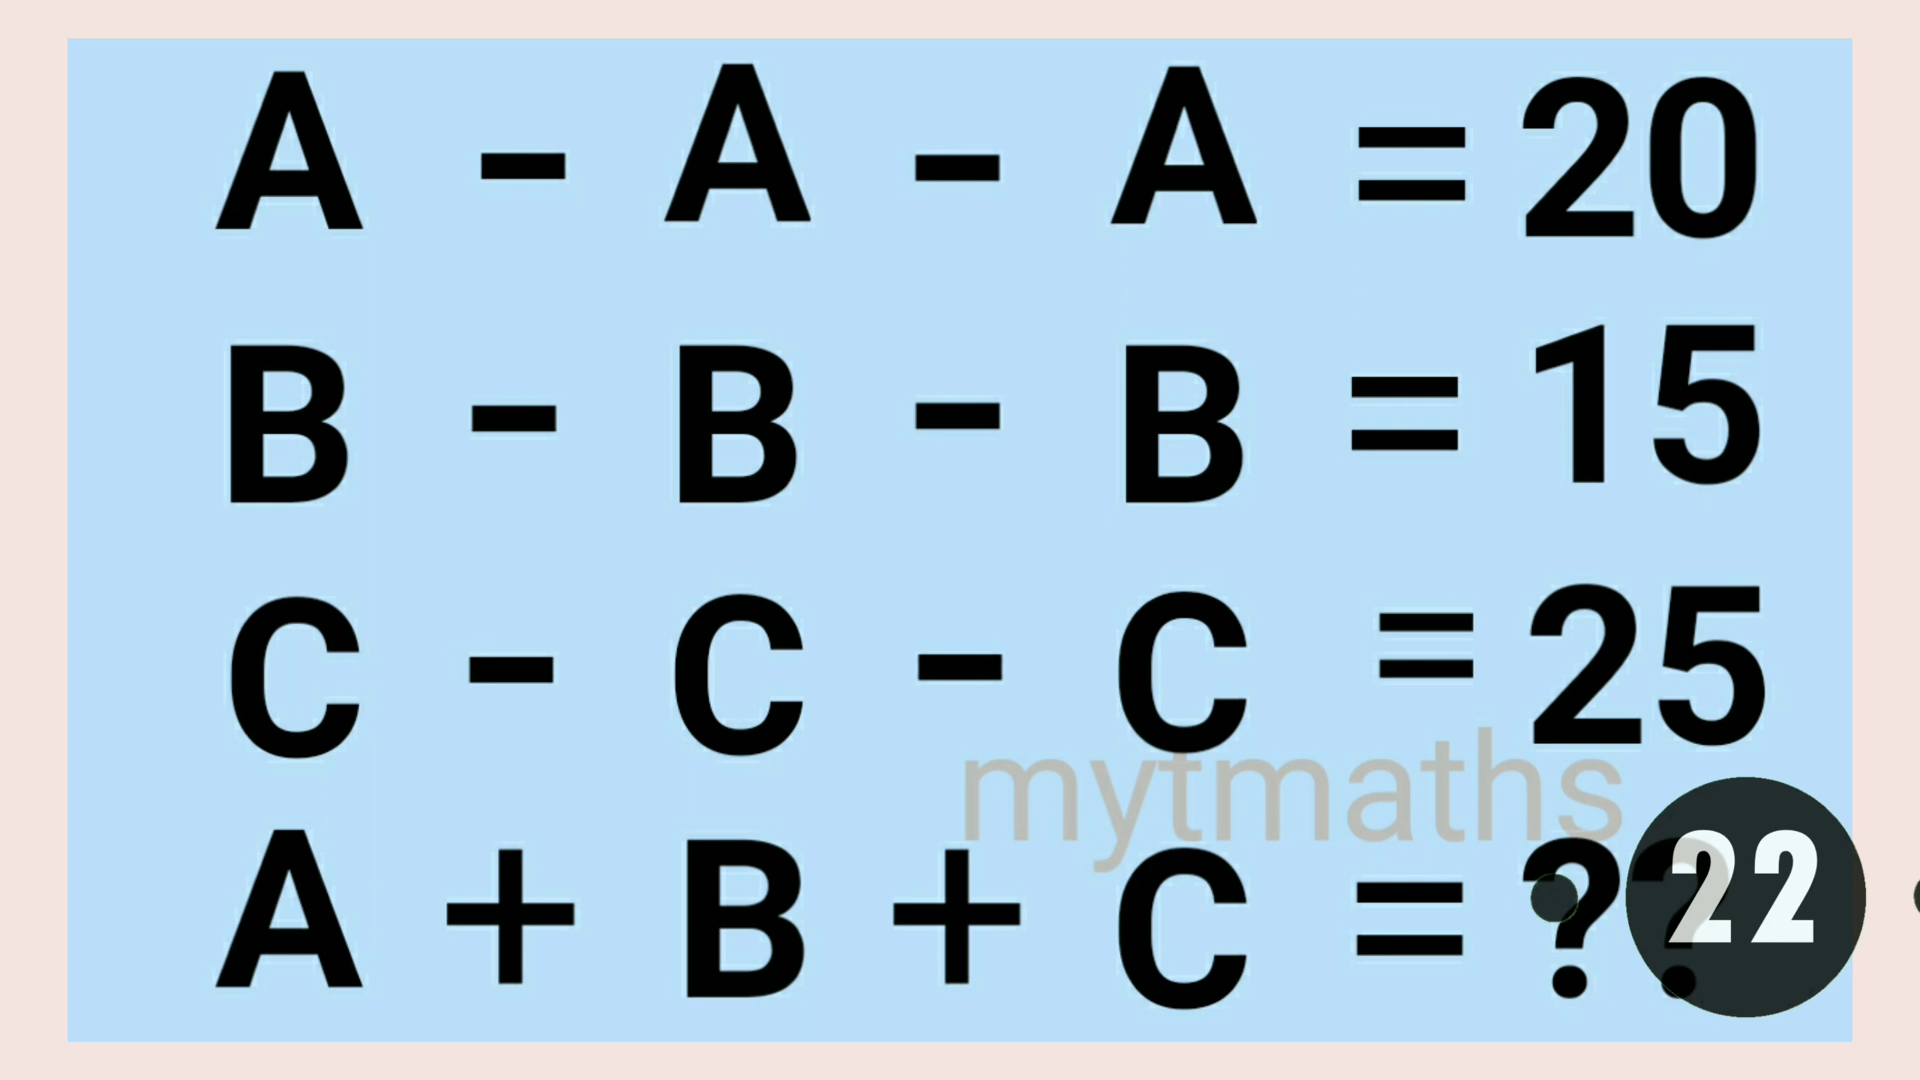 A - A - A = 20
B - B - B = 15
C - C - C = 25
mytmaths
A + B + C = ??
22